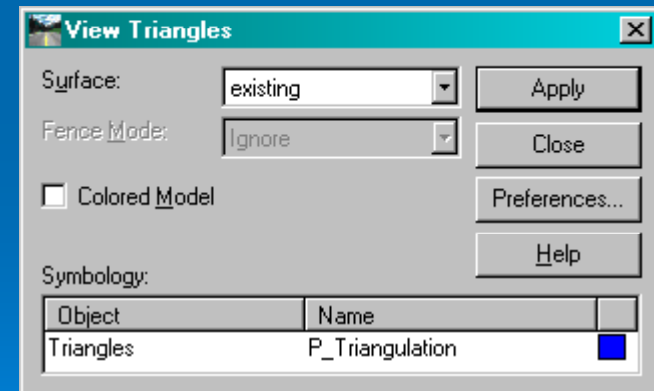 View Triangles
Surface: existing Apply
Fence Mode: Ignore Close
Colored Model Preferences...
Help
Symbology:
Object Name
Triangles P_Triangulation